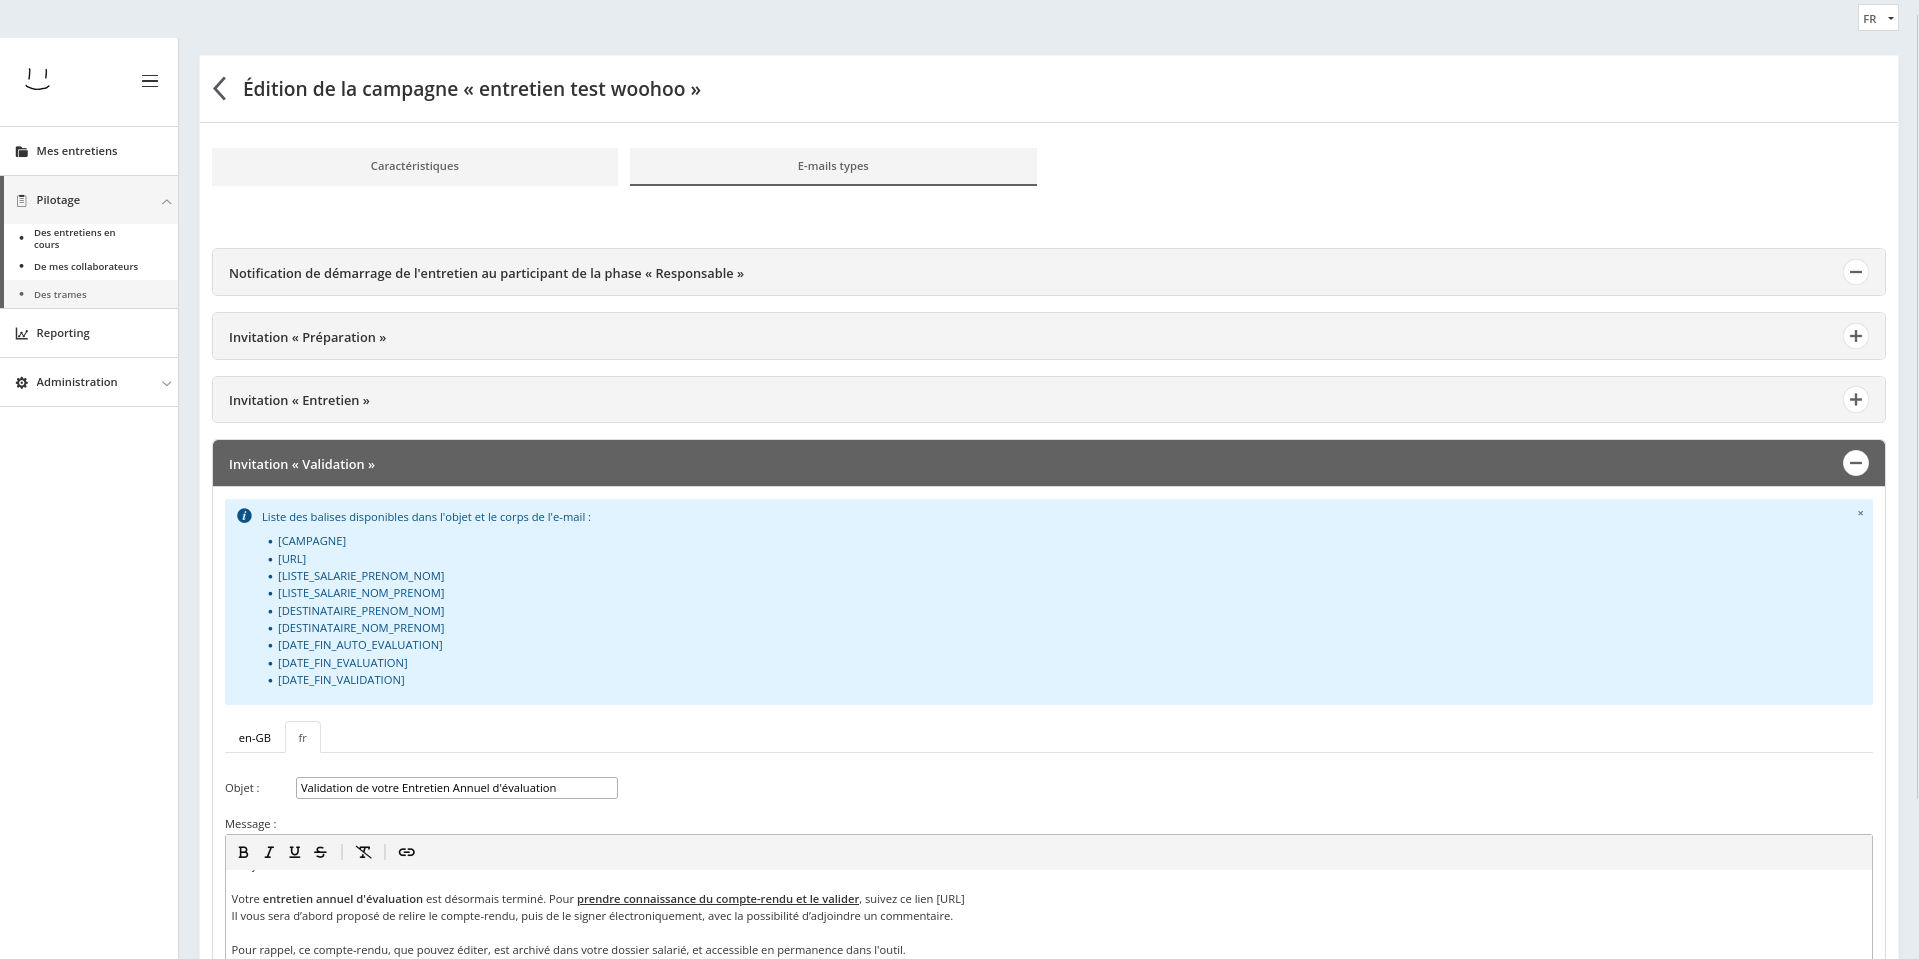 FR
Édition de la campagne « entretien test woohoo »
Mes entretiens
Pilotage
Des entretiens en
cours
De mes collaborateurs
Des trames
Reporting
Administration
Caractéristiques
E-mails types
Notification de démarrage de l'entretien au participant de la phase « Responsable »
Invitation « Préparation »
Invitation « Entretien »
Invitation « Validation »
Liste des balises disponibles dans l'objet et le corps de l'e-mail :
[CAMPAGNE]
[URL]
[LISTE_SALARIE_PRENOM_NOM]
[LISTE_SALARIE_NOM_PRENOM]
[DESTINATAIRE_PRENOM_NOM]
[DESTINATAIRE_NOM_PRENOM]
[DATE_FIN_AUTO_EVALUATION]
[DATE_FIN_EVALUATION]
[DATE_FIN_VALIDATION]
en-GB
fr
Objet :
Validation de votre Entretien Annuel d'évaluation
Message :
Votre entretien annuel d'évaluation est désormais terminé. Pour prendre connaissance du compte-rendu et le valider, suivez ce lien [URL]
Il vous sera d’abord proposé de relire le compte-rendu, puis de le signer électroniquement, avec la possibilité d’adjoindre un commentaire.
Pour rappel, ce compte-rendu, que pouvez éditer, est archivé dans votre dossier salarié, et accessible en permanence dans l'outil.